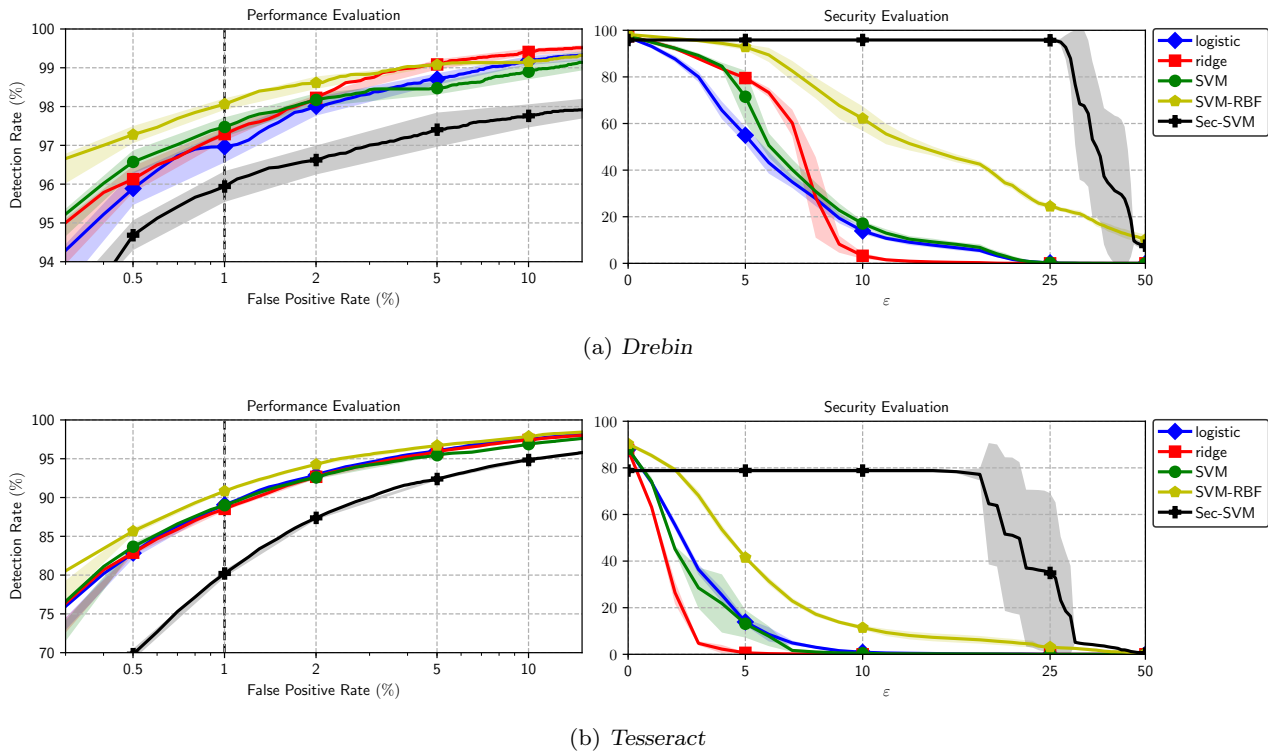 Performance Evaluation
Detection Rate (%)
100
99
98
97
96
95
94
0.5
1
2
5
10
False Positive Rate (%)
Security Evaluation
100
80
60
40
20
0
0
5
10
25
50
ε
logistic
ridge
SVM
SVM-RBF
Sec-SVM
(a) Drebin
Performance Evaluation
Detection Rate (%)
100
95
90
85
80
75
70
0.5
1
2
5
10
False Positive Rate (%)
Security Evaluation
100
80
60
40
20
0
0
5
10
25
50
ε
logistic
ridge
SVM
SVM-RBF
Sec-SVM
(b) Tesseract